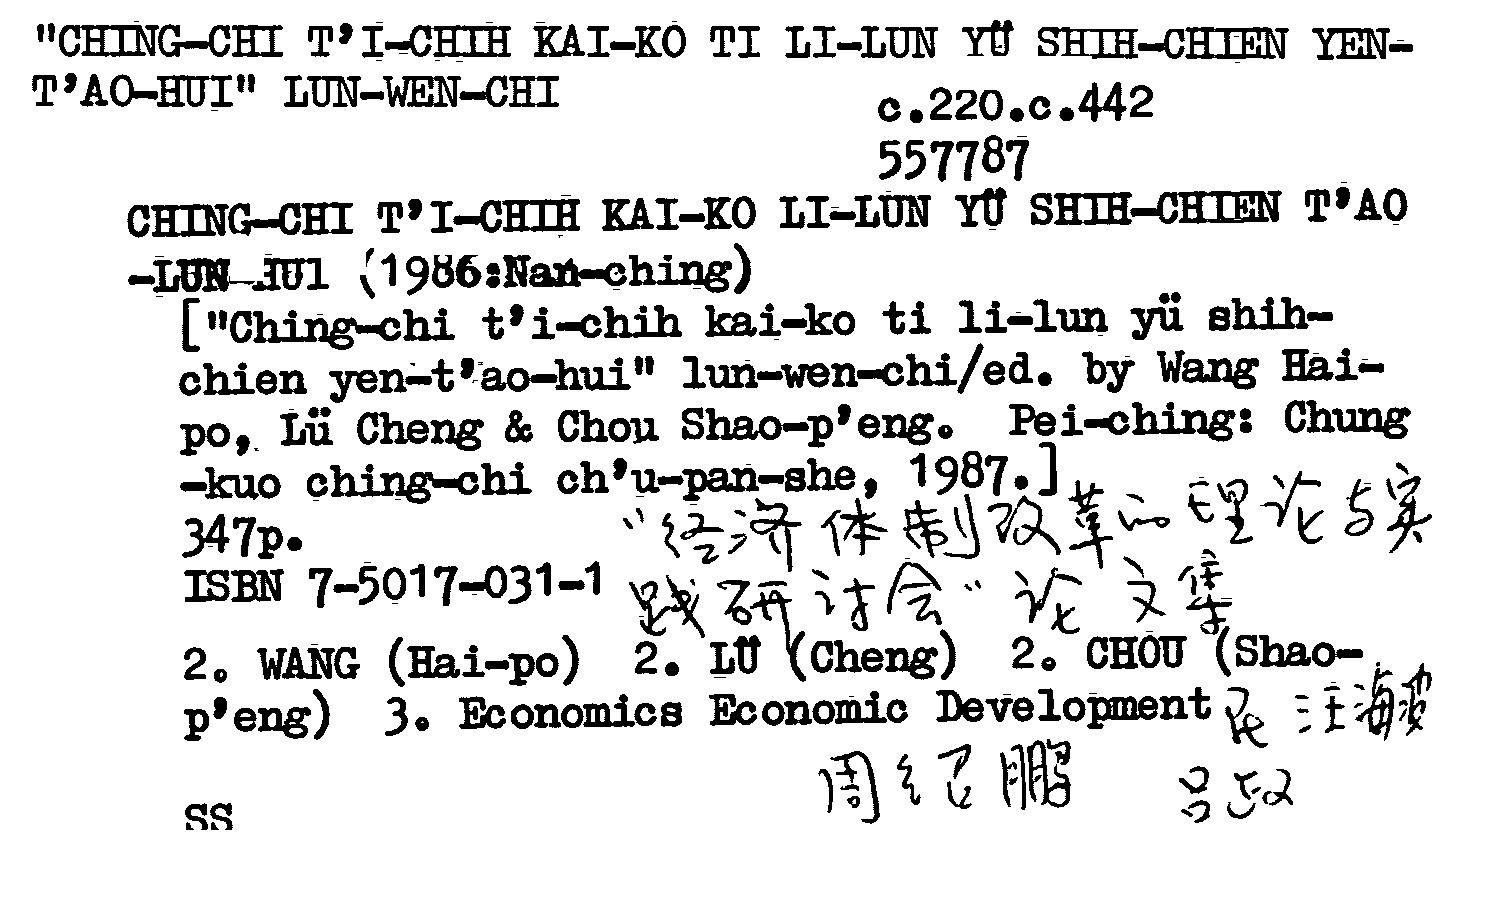 "CHING-CHI T'I-CHIH KAI-KO TI LI-LUN YÜ SHIH-CHIEN YEN-
T'AO-HUI" LUN-WEN-CHI
c.220.c.442
557787
CHING-CHI T'I-CHIH KAI-KO LI-LUN YÜ SHIH-CHIEN T'AO
-LUN-HUI (1986:Nan-ching)
["Ching-chi t'i-chih kai-ko ti li-lun yü shih-
chien yen-t'ao-hui" lun-wen-chi/ed. by Wang Hai-
po, Lü Cheng & Chou Shao-p'eng. Pei-ching: Chung
-kuo ching-chi ch'u-pan-she, 1987.]
347p.
"经济体制改革的理论与实
ISBN 7-5017-031-1
践研讨会"论文集
2. WANG (Hai-po) 2. LÜ (Cheng) 2. CHOU (Shao-
p'eng) 3. Economics Economic Development
汪海波
周绍鹏 吕政
SS